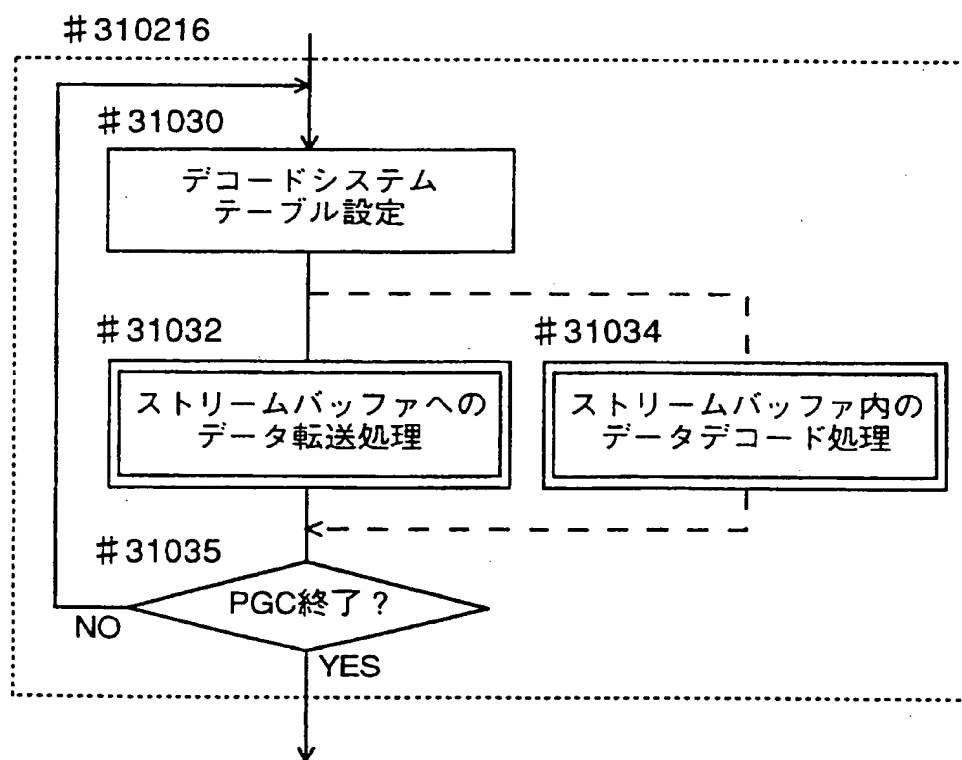 #310216
#31030
デコードシステム
テーブル設定
#31032
#31034
ストリームバッファへの
データ転送処理
ストリームバッファ内の
データデコード処理
#31035
PGC終了？
NO
YES